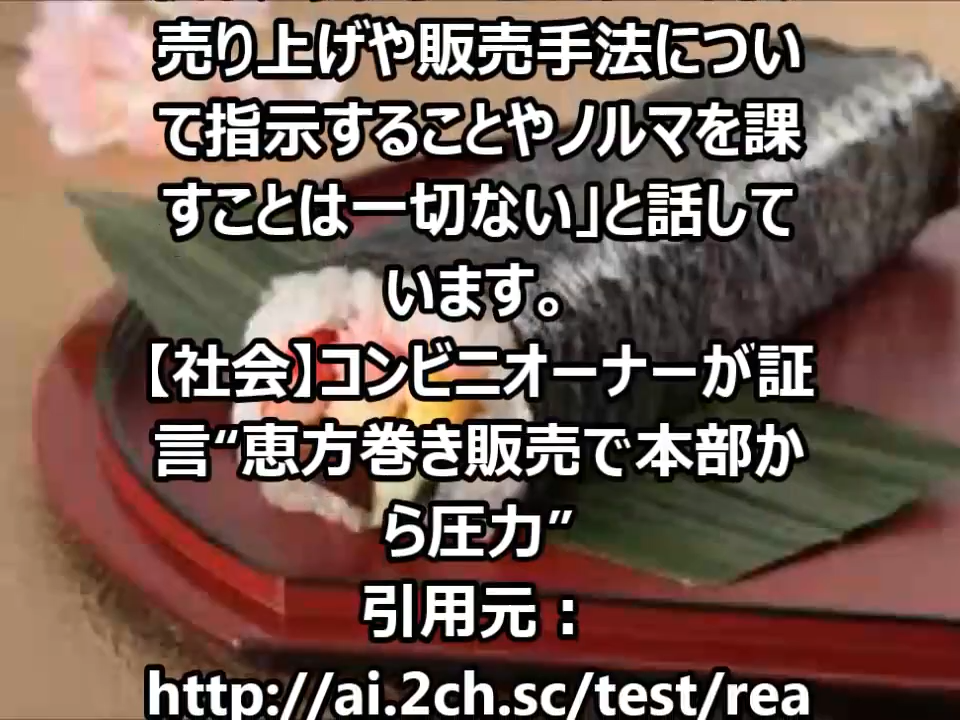 売り上げや販売手法につい
て指示することやノルマを課
すことは一切ない」と話して
います。
【社会】コンビニオーナーが証
言“恵方巻き販売で本部か
ら圧力”
引用元：
http://ai.2ch.sc/test/rea